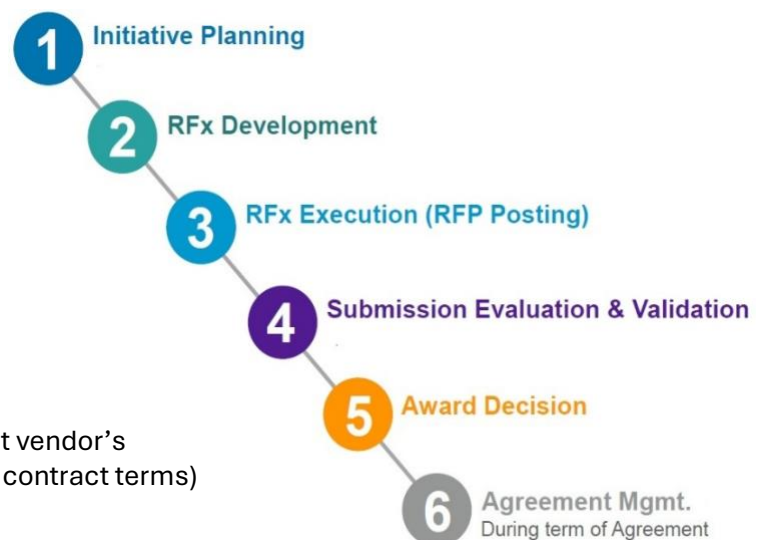 1 Initiative Planning
2 RFx Development
3 RFx Execution (RFP Posting)
4 Submission Evaluation & Validation
5 Award Decision
t vendor’s
contract terms)
6 Agreement Mgmt.
During term of Agreement